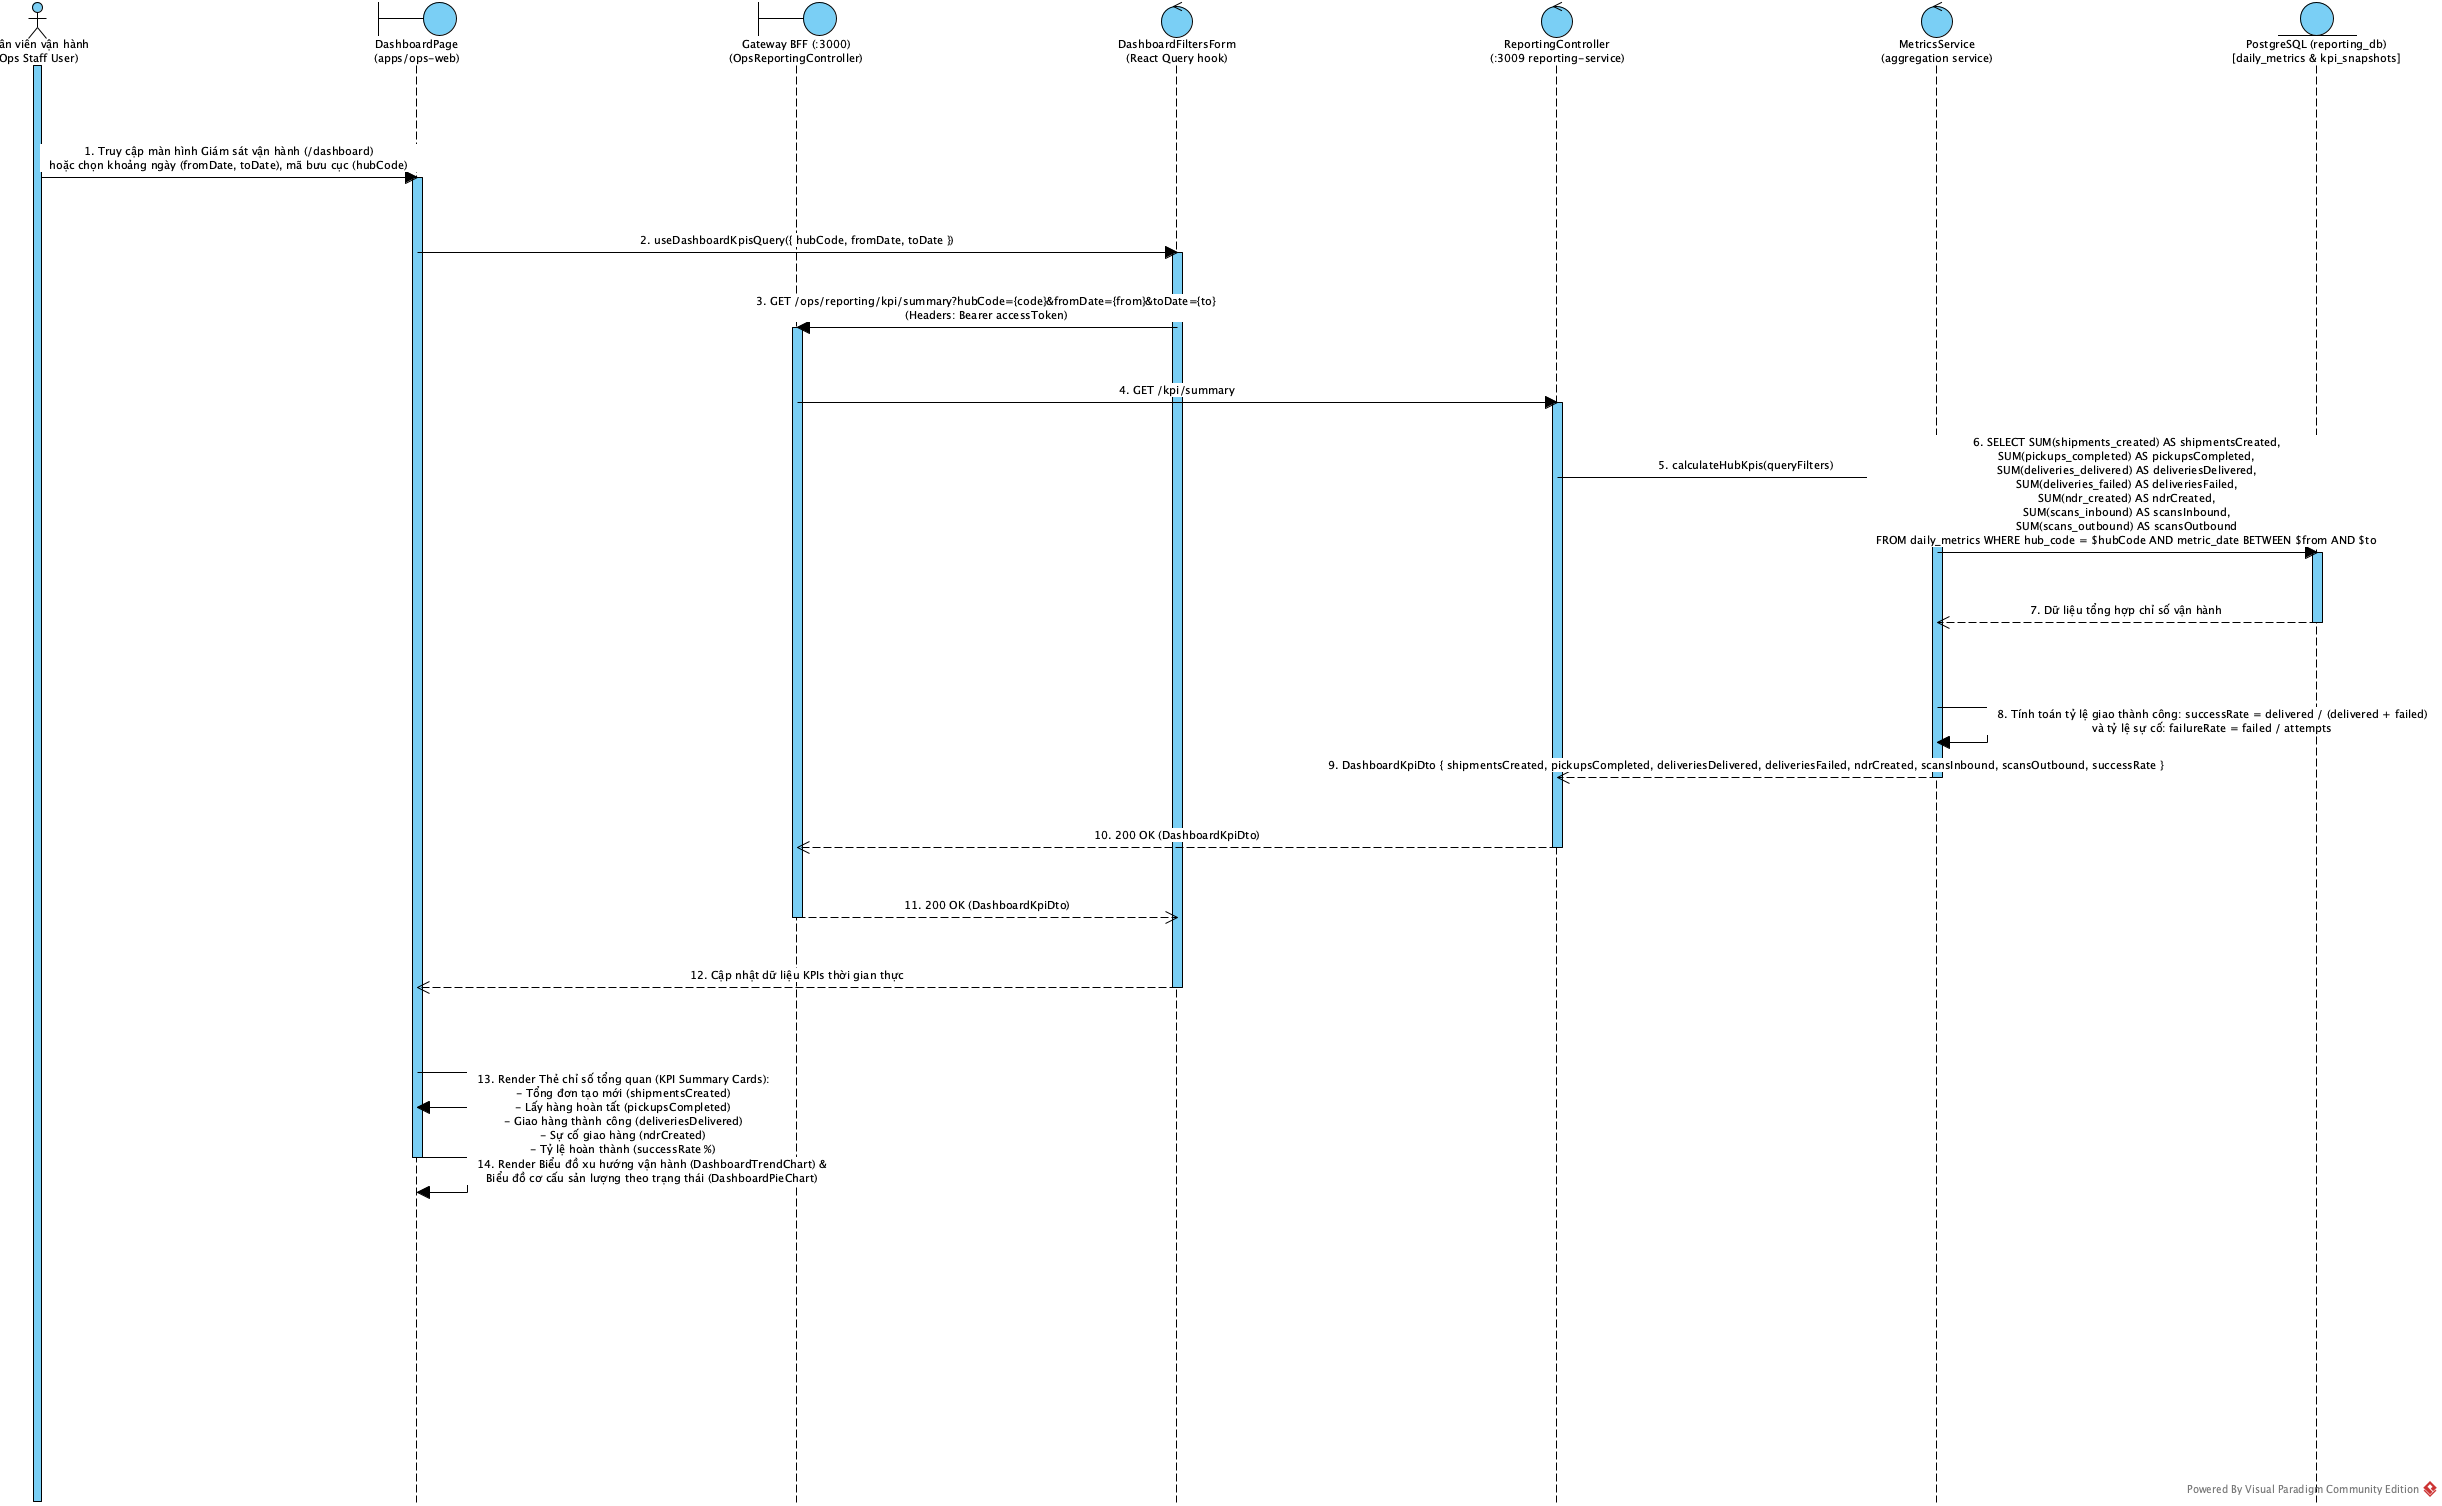 ân viên vận hành
Ops Staff User)
DashboardPage
(apps/ops-web)
Gateway BFF (:3000)
(OpsReportingController)
DashboardFiltersForm
(React Query hook)
ReportingController
(:3009 reporting-service)
MetricsService
(aggregation service)
PostgreSQL (reporting_db)
[daily_metrics & kpi_snapshots]
1. Truy cập màn hình Giám sát vận hành (/dashboard)
hoặc chọn khoảng ngày (fromDate, toDate), mã bưu cục (hubCode)
2. useDashboardKpisQuery({ hubCode, fromDate, toDate })
3. GET /ops/reporting/kpi/summary?hubCode={code}&fromDate={from}&toDate={to}
(Headers: Bearer accessToken)
4. GET /kpi/summary
5. calculateHubKpis(queryFilters)
6. SELECT SUM(shipments_created) AS shipmentsCreated,
SUM(pickups_completed) AS pickupsCompleted,
SUM(deliveries_delivered) AS deliveriesDelivered,
SUM(deliveries_failed) AS deliveriesFailed,
SUM(ndr_created) AS ndrCreated,
SUM(scans_inbound) AS scansInbound,
SUM(scans_outbound) AS scansOutbound
FROM daily_metrics WHERE hub_code = $hubCode AND metric_date BETWEEN $from AND $to
7. Dữ liệu tổng hợp chỉ số vận hành
8. Tính toán tỷ lệ giao thành công: successRate = delivered / (delivered + failed)
và tỷ lệ sự cố: failureRate = failed / attempts
9. DashboardKpiDto { shipmentsCreated, pickupsCompleted, deliveriesDelivered, deliveriesFailed, ndrCreated, scansInbound, scansOutbound, successRate }
10. 200 OK (DashboardKpiDto)
11. 200 OK (DashboardKpiDto)
12. Cập nhật dữ liệu KPIs thời gian thực
13. Render Thẻ chỉ số tổng quan (KPI Summary Cards):
- Tổng đơn tạo mới (shipmentsCreated)
- Lấy hàng hoàn tất (pickupsCompleted)
- Giao hàng thành công (deliveriesDelivered)
- Sự cố giao hàng (ndrCreated)
- Tỷ lệ hoàn thành (successRate %)
14. Render Biểu đồ xu hướng vận hành (DashboardTrendChart) &
Biểu đồ cơ cấu sản lượng theo trạng thái (DashboardPieChart)
Powered By Visual Paradigm Community Edition